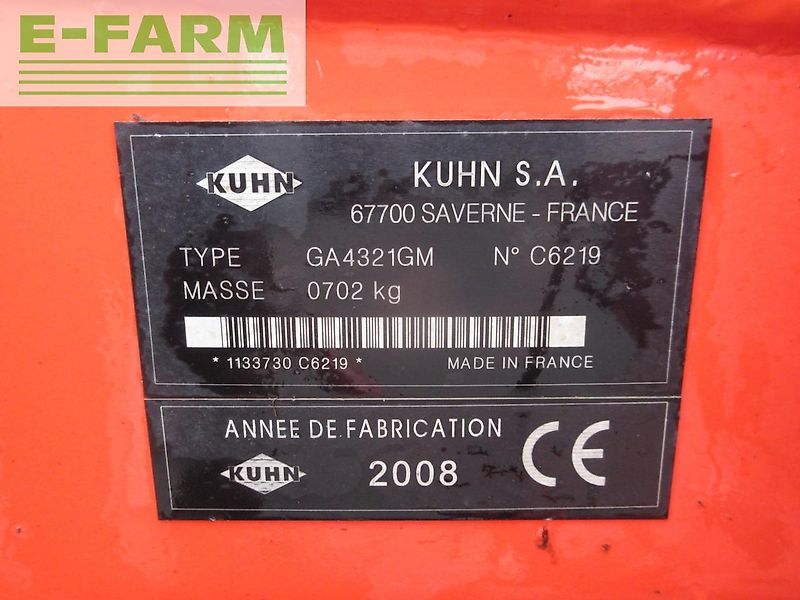 E-FARM
KUHN
KUHN S.A.
67700 SAVERNE - FRANCE
TYPE GA4321GM N° C6219
MASSE 0702 kg
* 1133730 C6219 * MADE IN FRANCE
ANNEE DE FABRICATION
KUHN 2008 CE